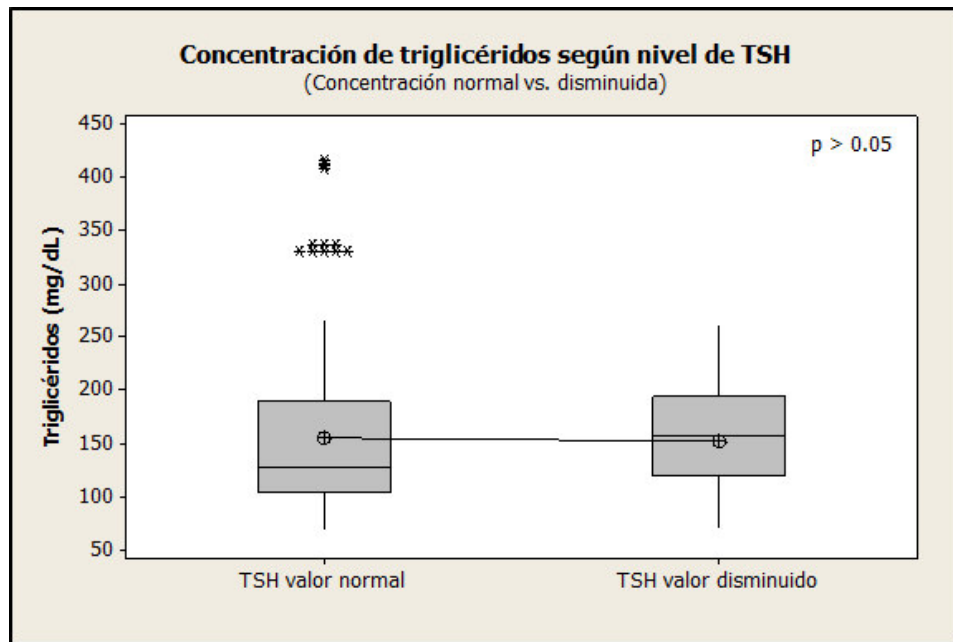 Concentración de triglicéridos según nivel de TSH
(Concentración normal vs. disminuida)
p > 0.05
Triglicéridos (mg/dL)
450
400
350
300
250
200
150
100
50
TSH valor normal
TSH valor disminuido